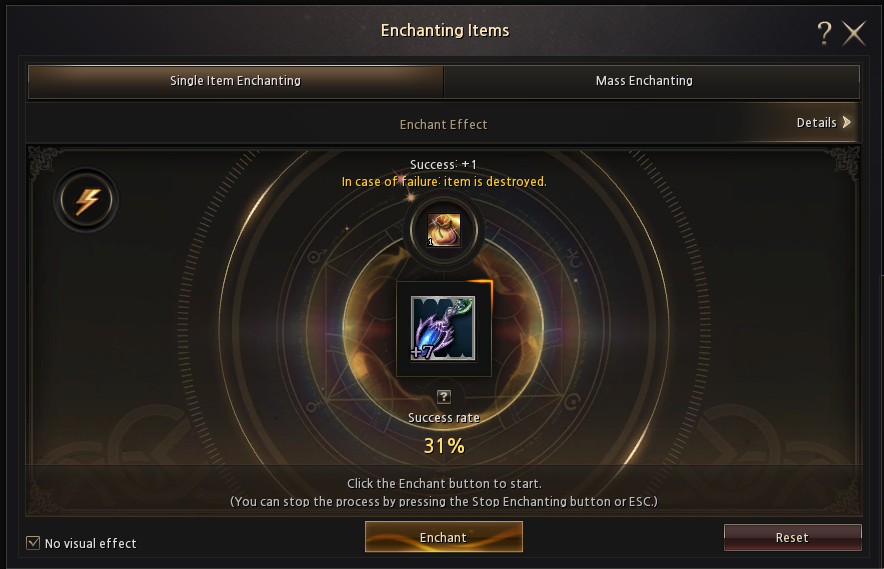 Enchanting Items
?
Single Item Enchanting
Mass Enchanting
Enchant Effect
Details
Success: +1
In case of failure: item is destroyed.
1
+7
?
Success rate
31%
Click the Enchant button to start.
(You can stop the process by pressing the Stop Enchanting button or ESC.)
No visual effect
Enchant
Reset